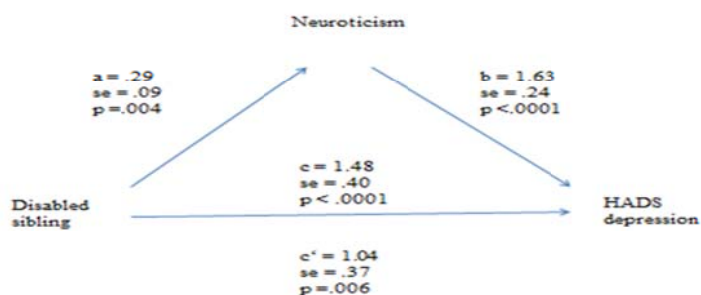 Neuroticism
a = .29
se = .09
p =.004
b = 1.63
se = .24
p <.0001
c = 1.48
se = .40
p < .0001
Disabled
sibling
HADS
depression
c‘ = 1.04
se = .37
p =.006